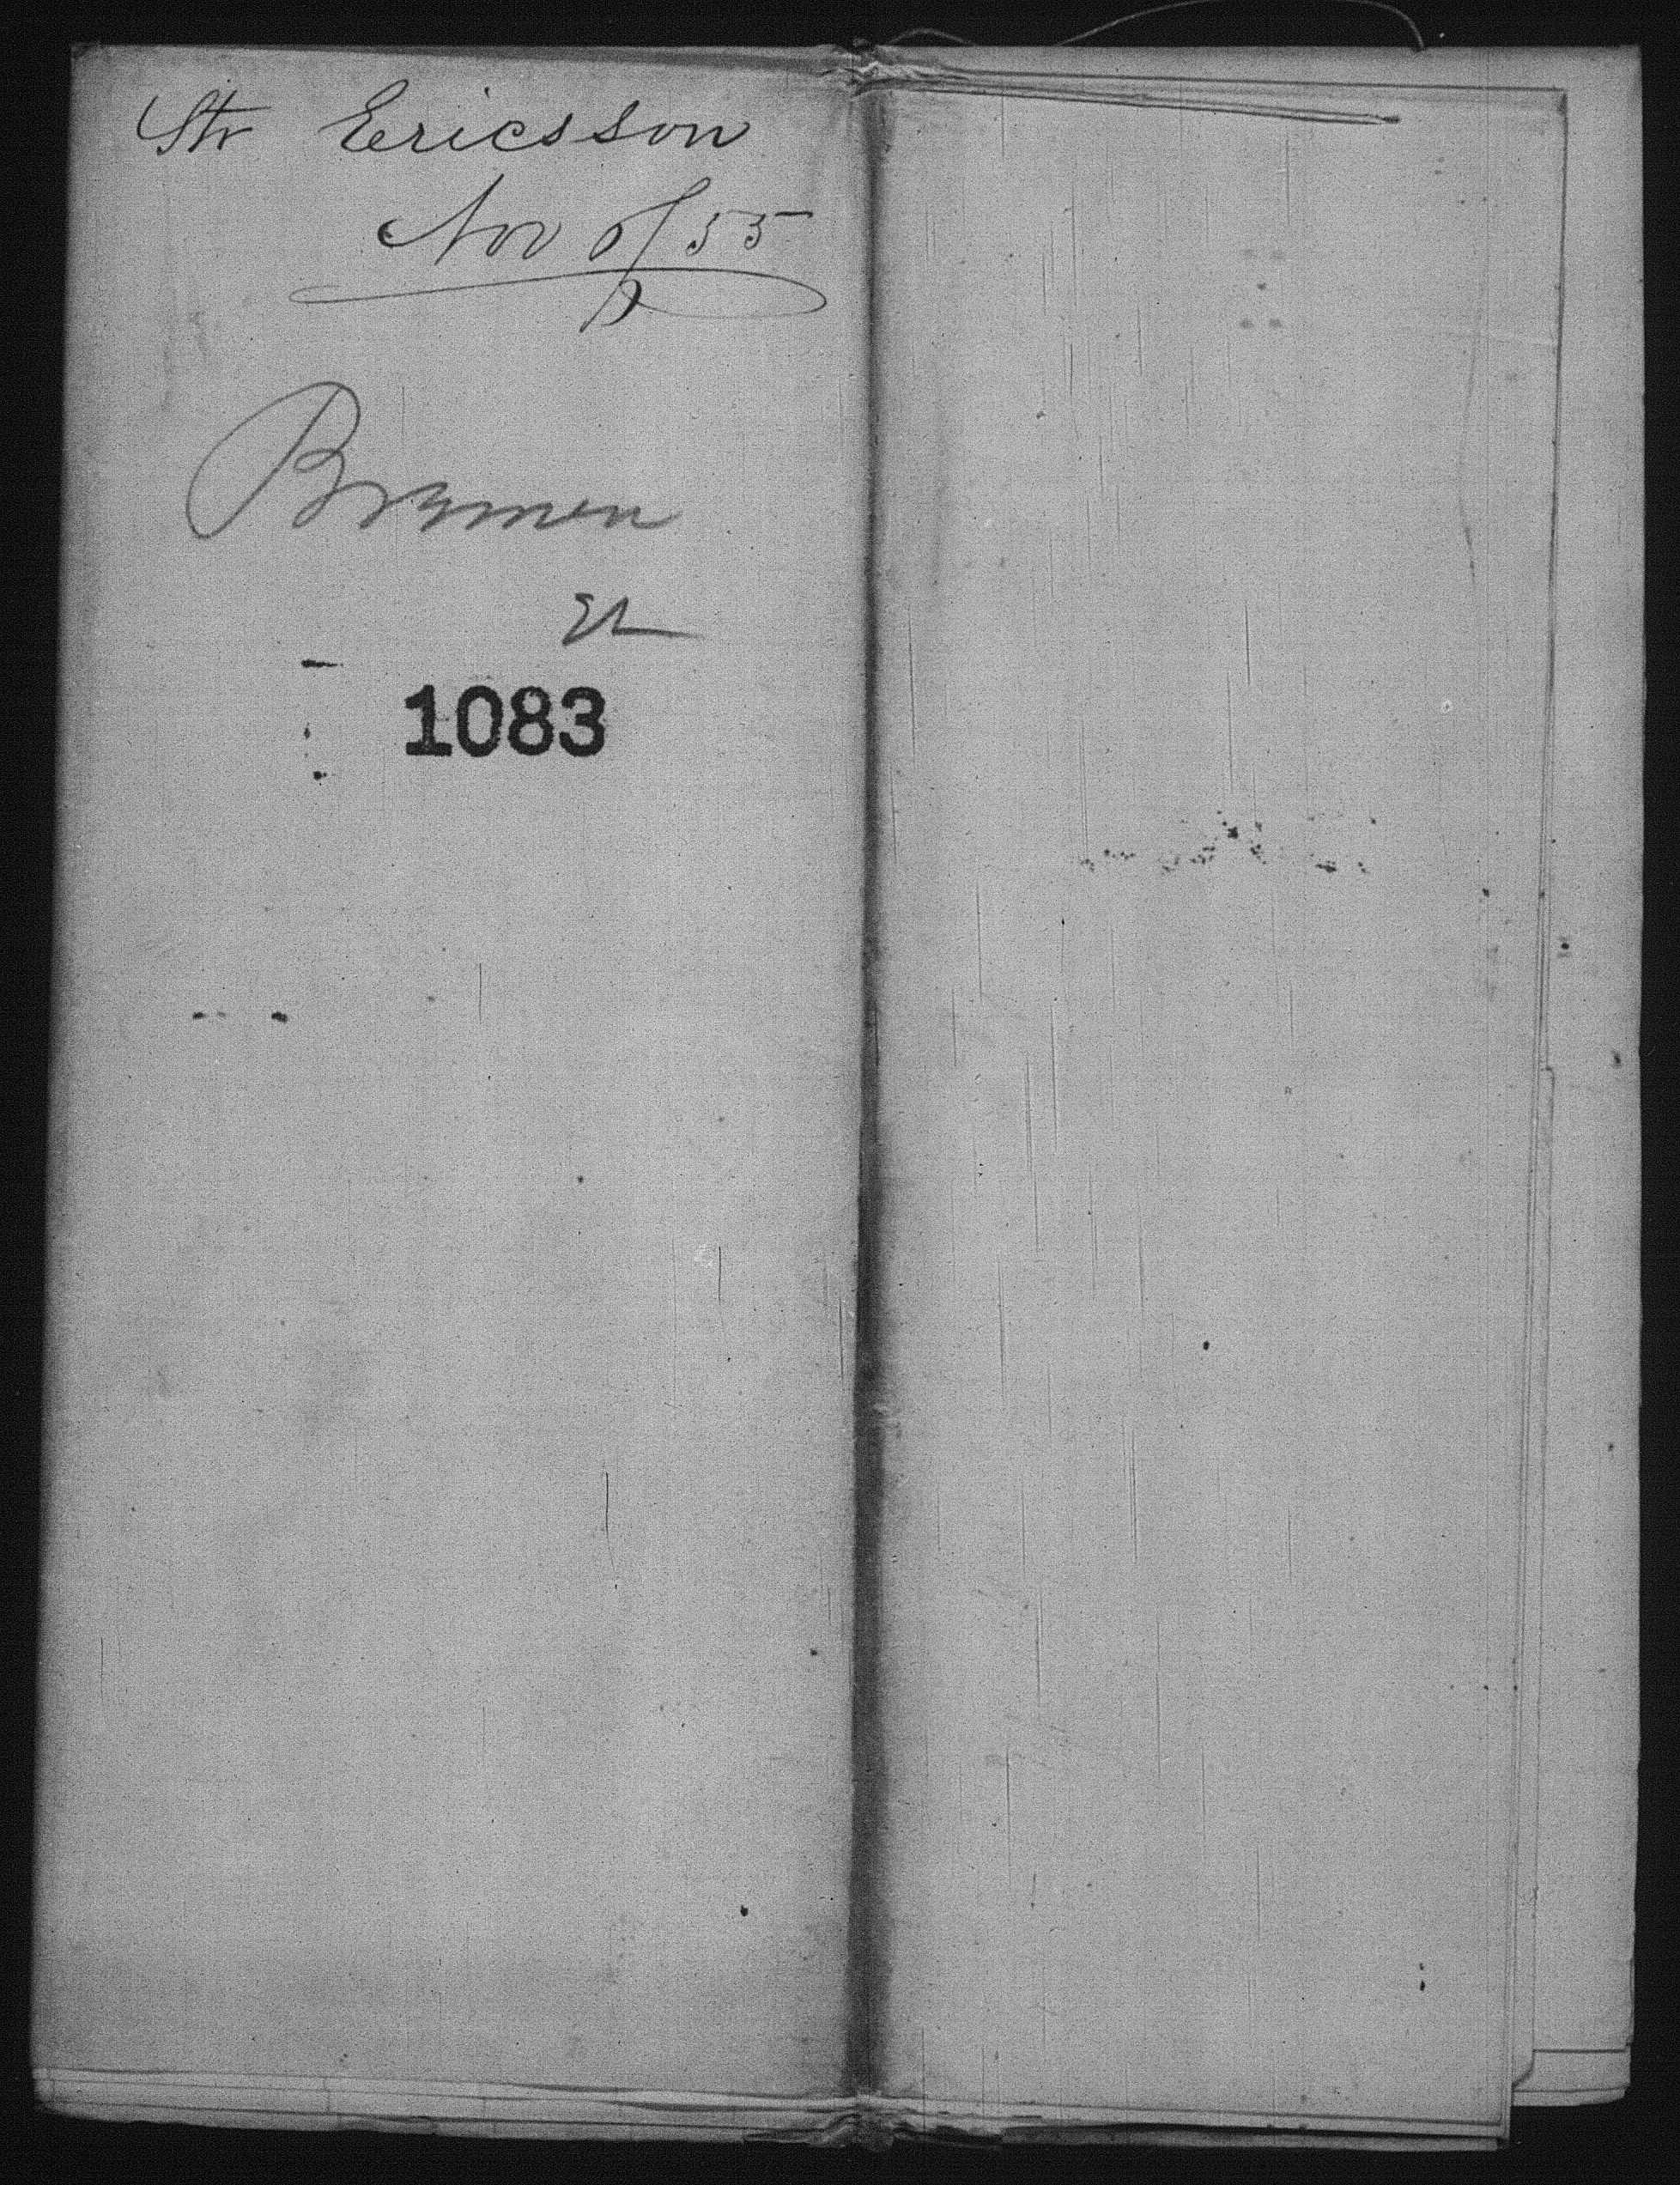 Str Ericsson
Nov 6/55
Bremen
1083